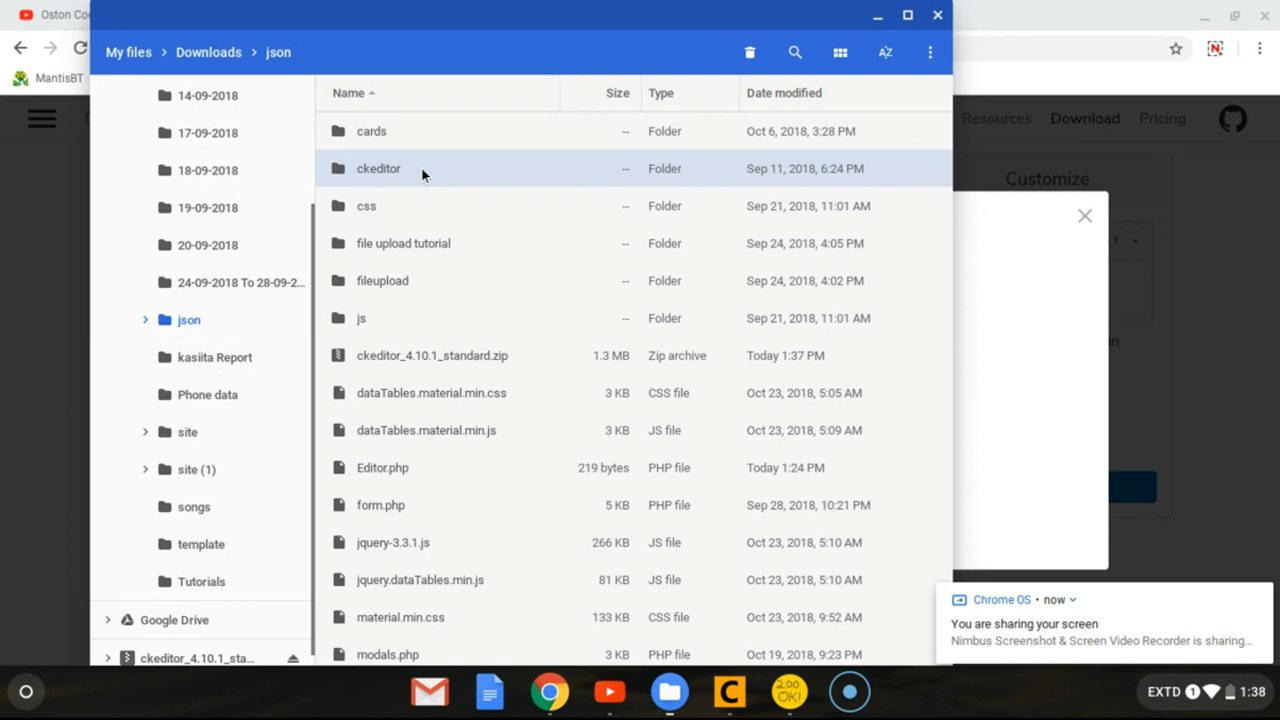 Oston Co
MantisBT
My files
Downloads
json
14-09-2018
17-09-2018
18-09-2018
19-09-2018
20-09-2018
24-09-2018 To 28-09-2...
json
kasiita Report
Phone data
site
site (1)
songs
template
Tutorials
Google Drive
ckeditor_4.10.1_sta...
Name Size Type Date modified
cards -- Folder Oct 6, 2018, 3:28 PM
ckeditor -- Folder Sep 11, 2018, 6:24 PM
css -- Folder Sep 21, 2018, 11:01 AM
file upload tutorial -- Folder Sep 24, 2018, 4:05 PM
fileupload -- Folder Sep 24, 2018, 4:02 PM
js -- Folder Sep 21, 2018, 11:01 AM
ckeditor_4.10.1_standard.zip 1.3 MB Zip archive Today 1:37 PM
dataTables.material.min.css 3 KB CSS file Oct 23, 2018, 5:05 AM
dataTables.material.min.js 3 KB JS file Oct 23, 2018, 5:09 AM
Editor.php 219 bytes PHP file Today 1:24 PM
form.php 5 KB PHP file Sep 28, 2018, 10:21 PM
jquery-3.3.1.js 266 KB JS file Oct 23, 2018, 5:10 AM
jquery.dataTables.min.js 81 KB JS file Oct 23, 2018, 5:10 AM
material.min.css 133 KB CSS file Oct 23, 2018, 9:52 AM
modals.php 3 KB PHP file Oct 19, 2018, 9:23 PM
Resources Download Pricing
Customize
1
Chrome OS • now
You are sharing your screen
Nimbus Screenshot & Screen Video Recorder is sharing...
200 OK!
EXTD 1 1:38